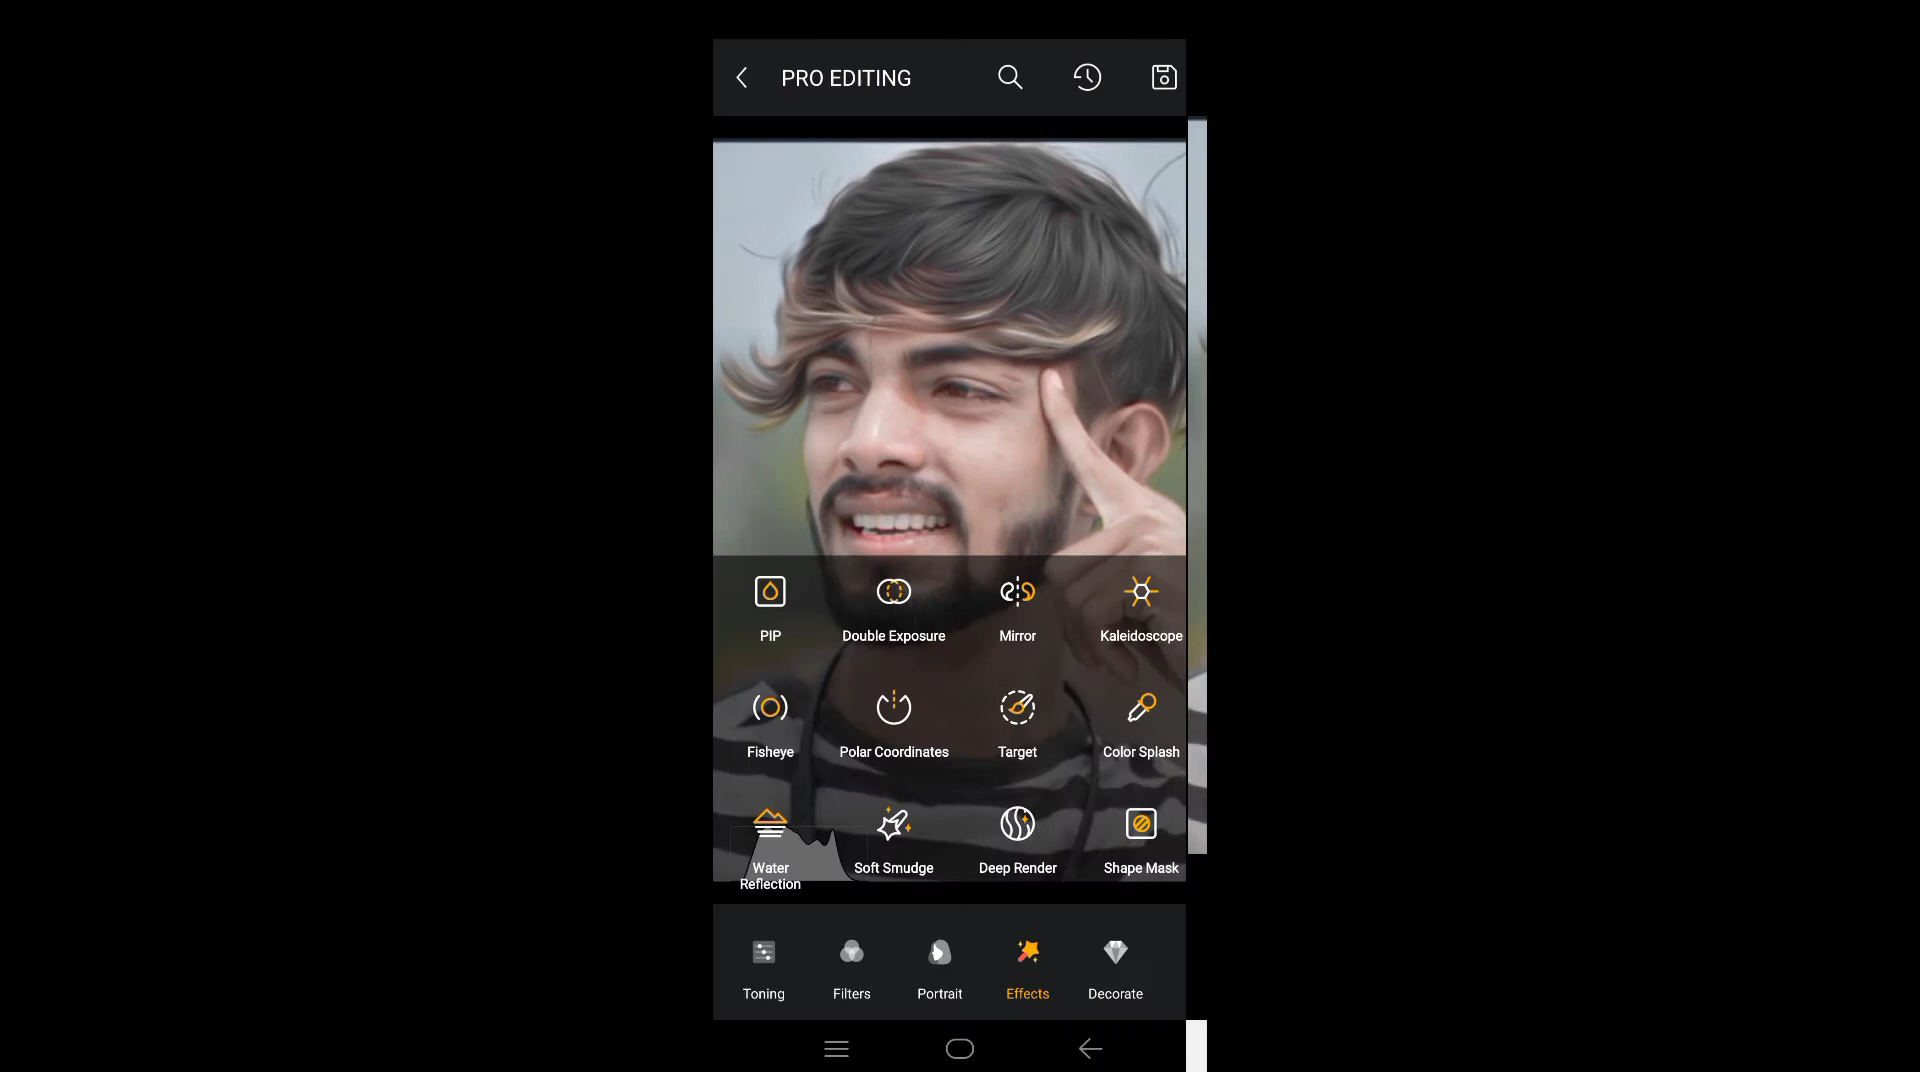 PRO EDITING
PIP
Double Exposure
Mirror
Kaleidoscope
Fisheye
Polar Coordinates
Target
Color Splash
Water
Reflection
Soft Smudge
Deep Render
Shape Mask
Toning
Filters
Portrait
Effects
Decorate